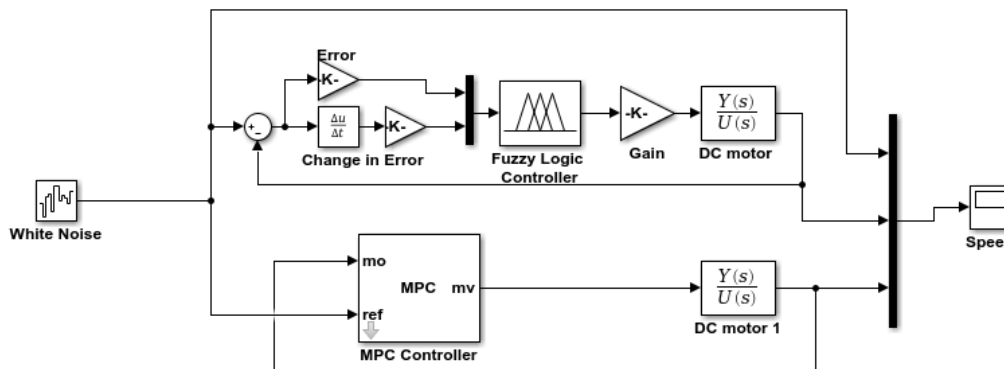 Error
-K-
+
-
Δu
Δt
-K-
Change in Error
Fuzzy Logic
Controller
-K-
Gain
Y(s)
U(s)
DC motor
White Noise
mo
MPC
mv
ref
MPC Controller
Y(s)
U(s)
DC motor 1
Spee